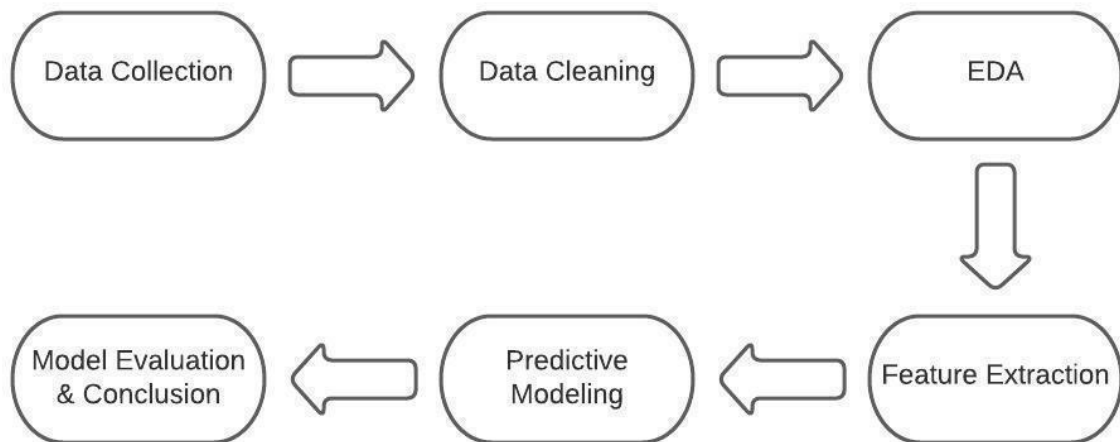 Data Collection
Data Cleaning
EDA
Feature Extraction
Predictive
Modeling
Model Evaluation
& Conclusion